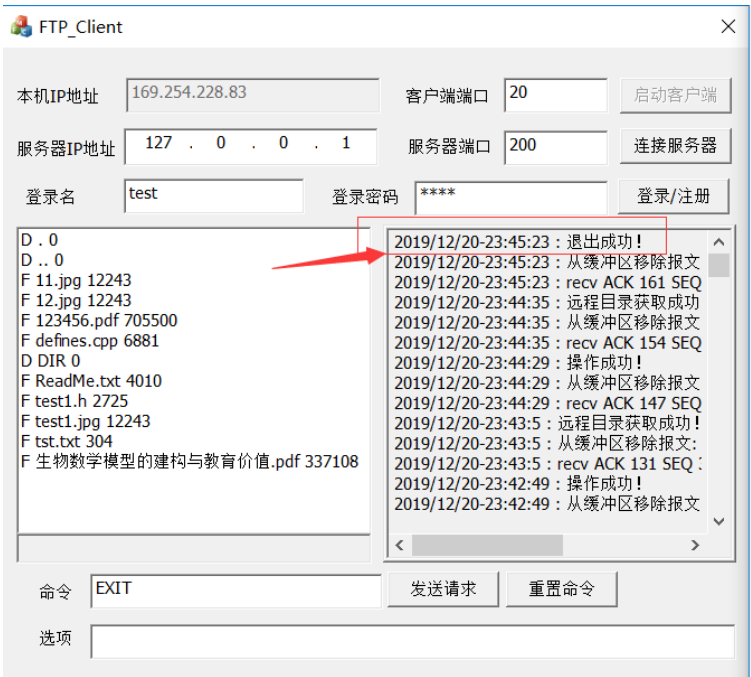 FTP_Client
本机IP地址 169.254.228.83 客户端端口 20 启动客户端
服务器IP地址 127 . 0 . 0 . 1 服务器端口 200 连接服务器
登录名 test 登录密码 **** 登录/注册
D . 0
D .. 0
F 11.jpg 12243
F 12.jpg 12243
F 123456.pdf 705500
F defines.cpp 6881
D DIR 0
F ReadMe.txt 4010
F test1.h 2725
F test1.jpg 12243
F tst.txt 304
F 生物数学模型的建构与教育价值.pdf 337108
2019/12/20-23:45:23：退出成功！
2019/12/20-23:45:23：从缓冲区移除报文
2019/12/20-23:45:23：recv ACK 161 SEQ
2019/12/20-23:44:35：远程目录获取成功
2019/12/20-23:44:35：从缓冲区移除报文
2019/12/20-23:44:35：recv ACK 154 SEQ
2019/12/20-23:44:29：操作成功！
2019/12/20-23:44:29：从缓冲区移除报文
2019/12/20-23:44:29：recv ACK 147 SEQ
2019/12/20-23:43:5：远程目录获取成功！
2019/12/20-23:43:5：从缓冲区移除报文:
2019/12/20-23:43:5：recv ACK 131 SEQ
2019/12/20-23:42:49：操作成功！
2019/12/20-23:42:49：从缓冲区移除报文
命令 EXIT 发送请求 重置命令
选项